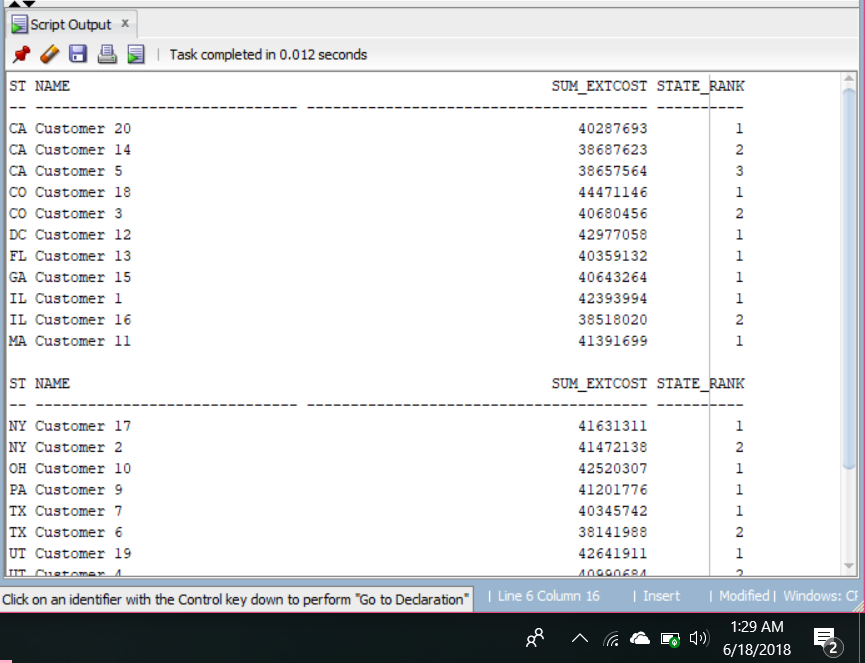 Script Output x
Task completed in 0.012 seconds
ST NAME SUM_EXTCOST STATE_RANK
-- ------------------------------ --------------------------------------- ----------
CA Customer 20 40287693 1
CA Customer 14 38687623 2
CA Customer 5 38657564 3
CO Customer 18 44471146 1
CO Customer 3 40680456 2
DC Customer 12 42977058 1
FL Customer 13 40359132 1
GA Customer 15 40643264 1
IL Customer 1 42393994 1
IL Customer 16 38518020 2
MA Customer 11 41391699 1
ST NAME SUM_EXTCOST STATE_RANK
-- ------------------------------ --------------------------------------- ----------
NY Customer 17 41631311 1
NY Customer 2 41472138 2
OH Customer 10 42520307 1
PA Customer 9 41201776 1
TX Customer 7 40345742 1
TX Customer 6 38141988 2
UT Customer 19 42641911 1
UT Customer 4 40990684 2
Click on an identifier with the Control key down to perform "Go to Declaration" | Line 6 Column 16 | Insert | Modified | Windows: CF
1:29 AM
6/18/2018
2